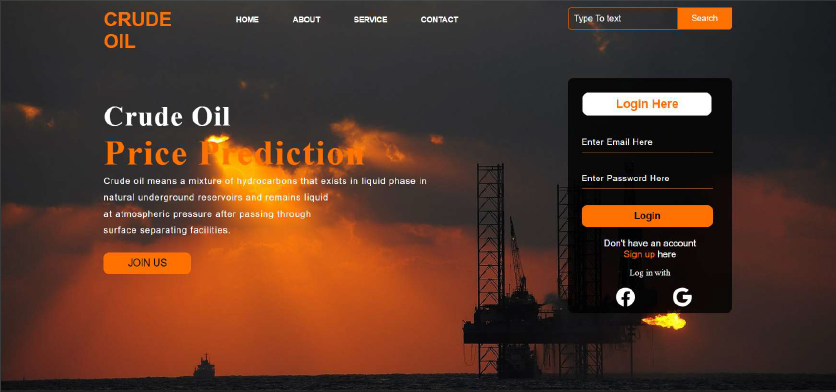 CRUDE
OIL
HOME
ABOUT
SERVICE
CONTACT
Type To text
Search
Crude Oil
Price Prediction
Crude oil means a mixture of hydrocarbons that exists in liquid phase in
natural underground reservoirs and remains liquid
at atmospheric pressure after passing through
surface separating facilities.
JOIN US
Login Here
Enter Email Here
Enter Password Here
Login
Don't have an account
Sign up here
Log in with